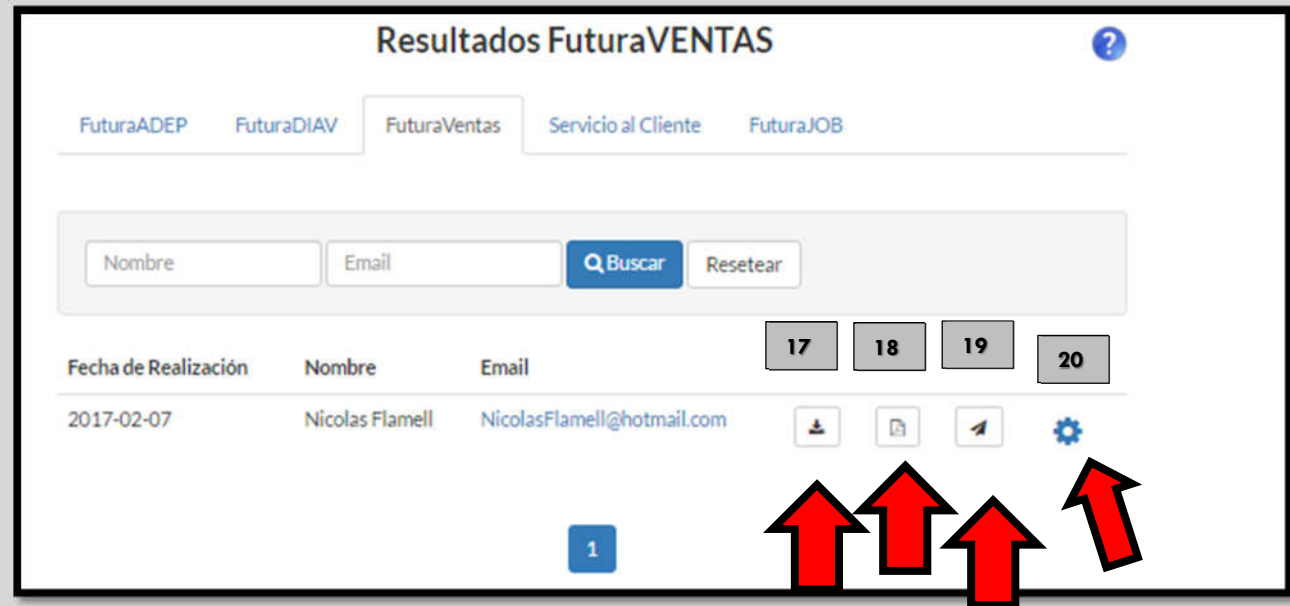 Resultados FuturaVENTAS
?
FuturaADEP FuturaDIAV FuturaVentas Servicio al Cliente FuturaJOB
Nombre Email Buscar Resetear
17 18 19 20
Fecha de Realización Nombre Email
2017-02-07 Nicolas Flamell NicolasFlamell@hotmail.com
1